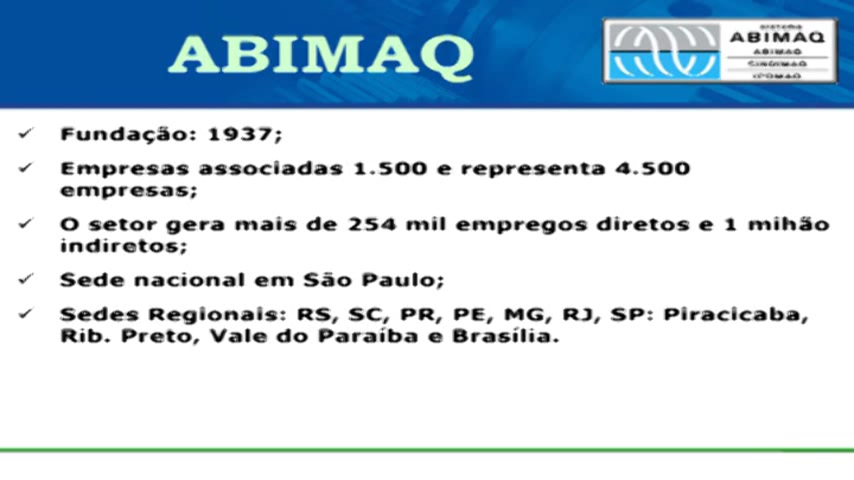 ABIMAQ
SISTEMA
ABIMAQ
ABIMAQ
SINDIMAQ
IPDMAQ
Fundação: 1937;
Empresas associadas 1.500 e representa 4.500
empresas;
O setor gera mais de 254 mil empregos diretos e 1 mihão
indiretos;
Sede nacional em São Paulo;
Sedes Regionais: RS, SC, PR, PE, MG, RJ, SP: Piracicaba,
Rib. Preto, Vale do Paraíba e Brasília.